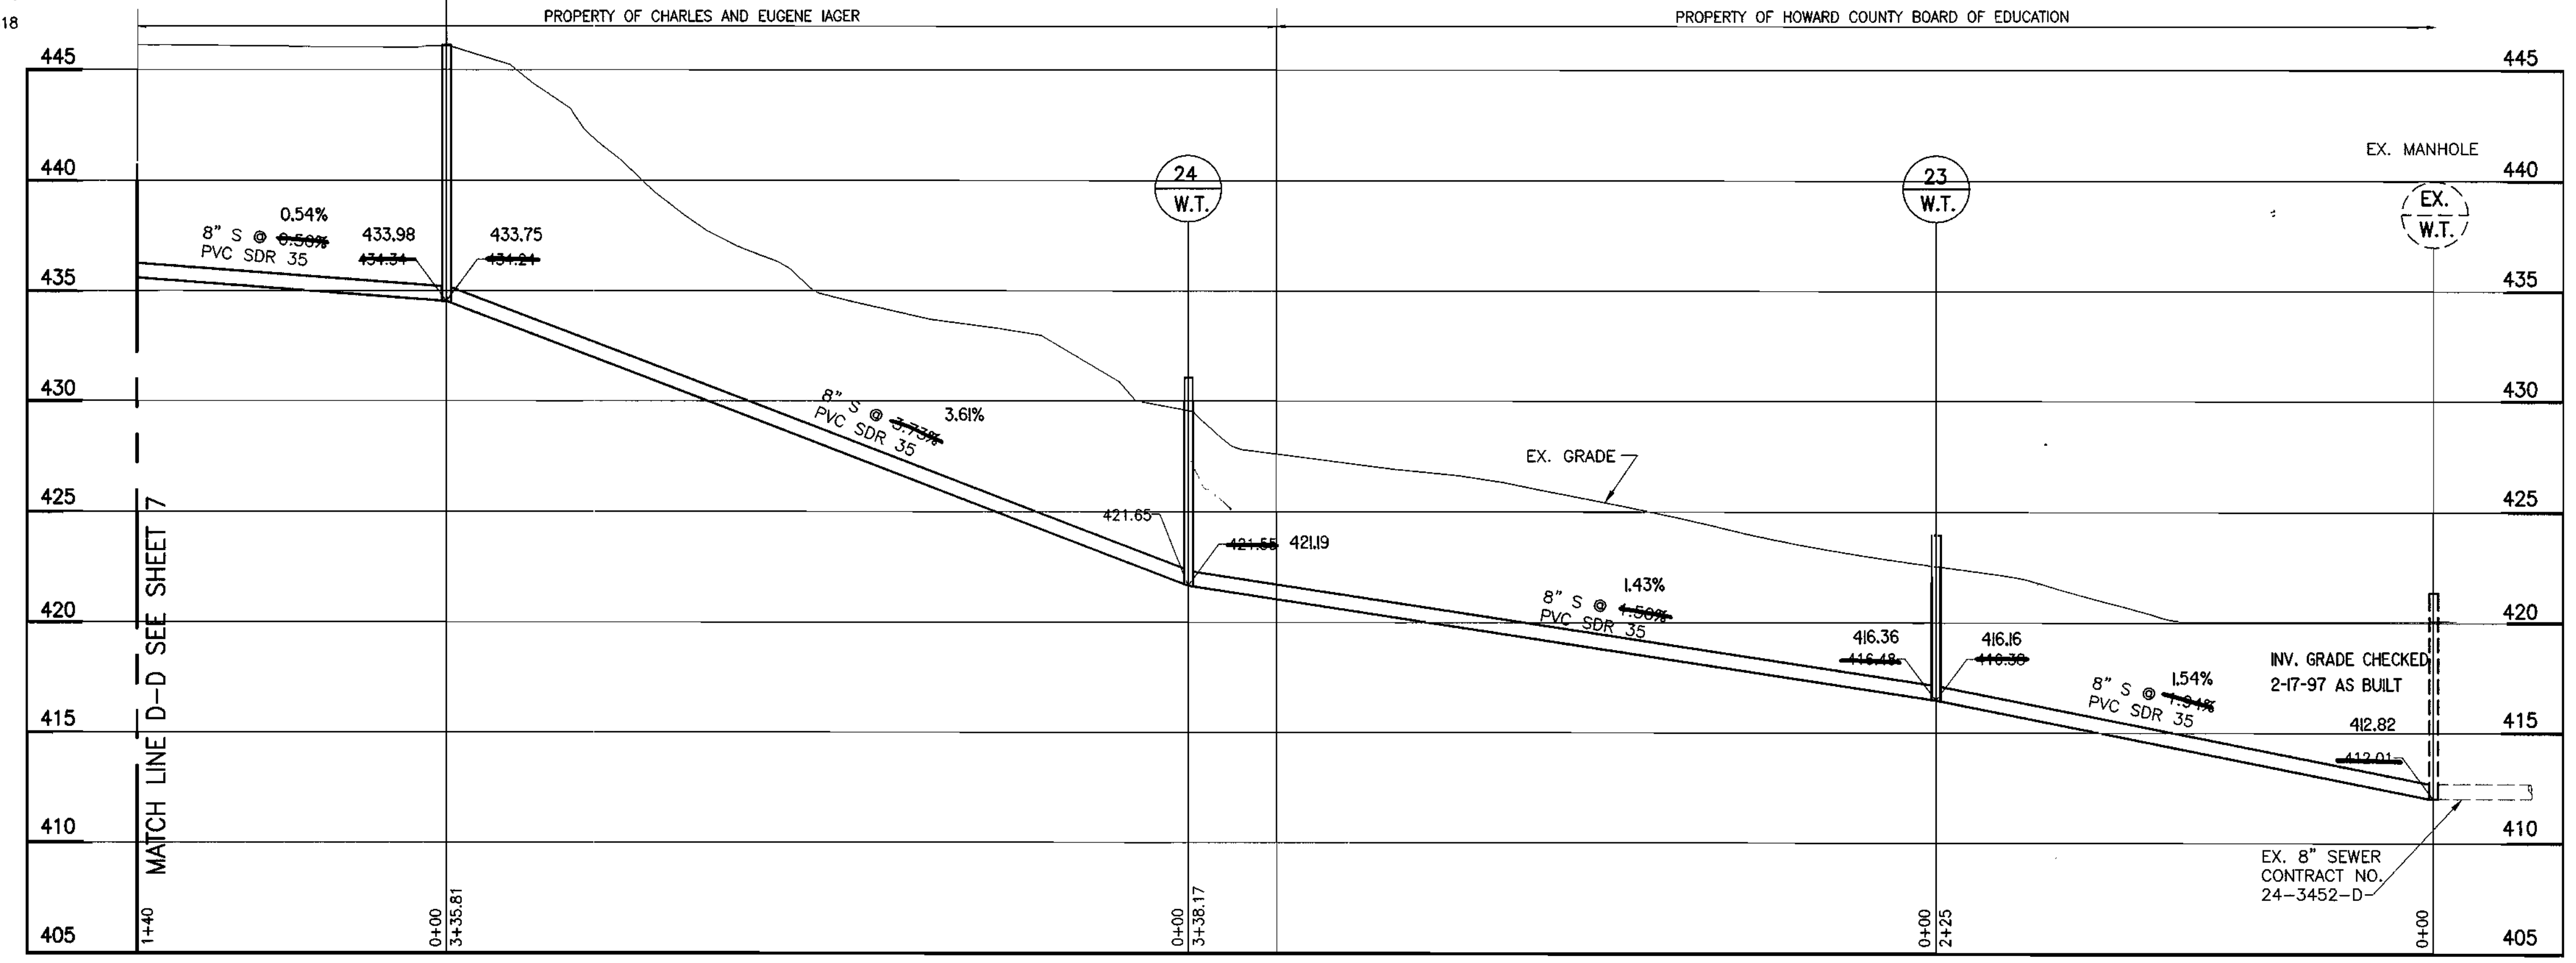 18
PROPERTY OF CHARLES AND EUGENE IAGER
PROPERTY OF HOWARD COUNTY BOARD OF EDUCATION
445
445
440
440
435
435
430
430
425
425
420
420
415
415
410
410
405
405
EX. MANHOLE
24
W.T.
23
W.T.
EX.
W.T.
0.54%
8" S @ 0.50%
PVC SDR 35
433.98
434.34
433.75
434.21
3.61%
8" S @ 3.73%
PVC SDR 35
421.65
421.55 421.19
EX. GRADE
1.43%
8" S @ 1.50%
PVC SDR 35
416.36
416.48
416.16
416.38
1.54%
8" S @ 1.94%
PVC SDR 35
INV. GRADE CHECKED
2-17-97 AS BUILT
412.82
412.01
EX. 8" SEWER
CONTRACT NO.
24-3452-D
MATCH LINE D-D SEE SHEET 7
1+40
0+00
3+35.81
0+00
3+38.17
0+00
2+25
0+00